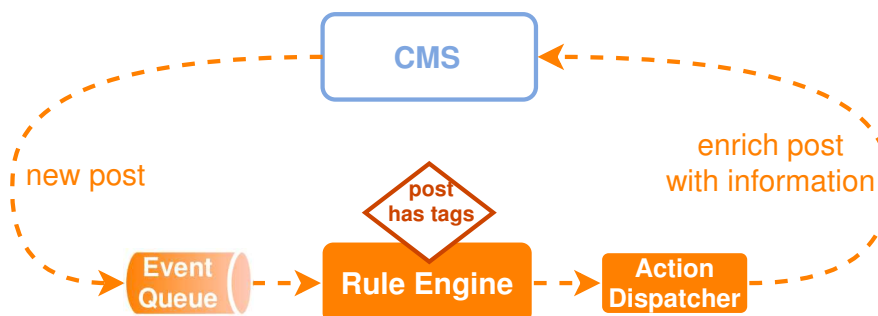 CMS
new post
enrich post
with information
post
has tags
Event
Queue
Rule Engine
Action
Dispatcher